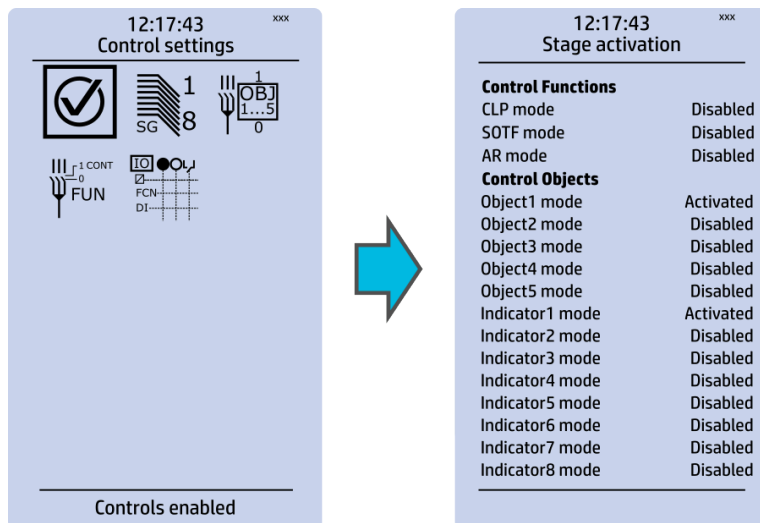 12:17:43 xxx
Control settings
1
SG 8
1
OBJ
1...5
0
1 CONT
0
FUN
IO
FCN
DI
Controls enabled
12:17:43 xxx
Stage activation
Control Functions
CLP mode Disabled
SOTF mode Disabled
AR mode Disabled
Control Objects
Object1 mode Activated
Object2 mode Disabled
Object3 mode Disabled
Object4 mode Disabled
Object5 mode Disabled
Indicator1 mode Activated
Indicator2 mode Disabled
Indicator3 mode Disabled
Indicator4 mode Disabled
Indicator5 mode Disabled
Indicator6 mode Disabled
Indicator7 mode Disabled
Indicator8 mode Disabled